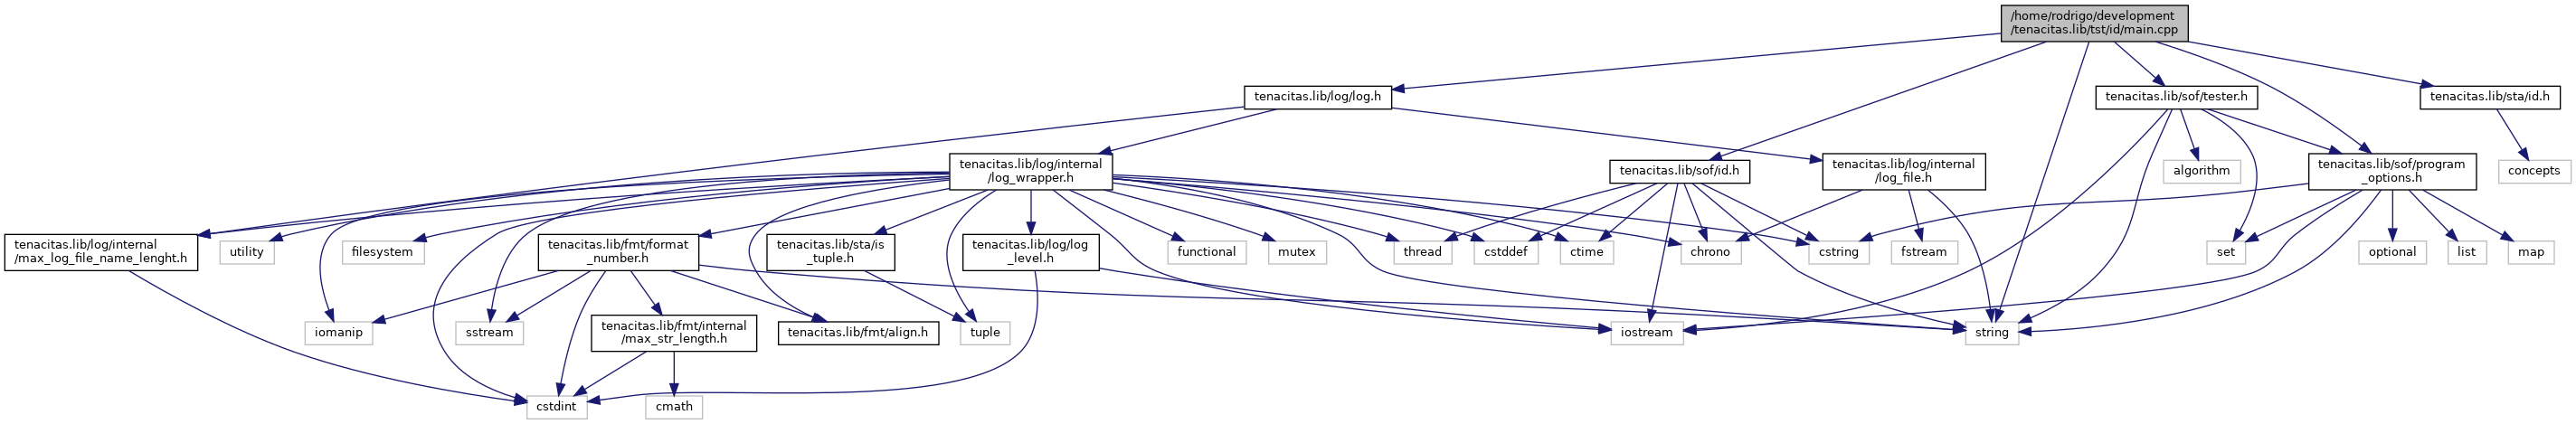 /home/rodrigo/development
/tenacitas.lib/tst/id/main.cpp
tenacitas.lib/log/log.h
tenacitas.lib/sof/tester.h
tenacitas.lib/sta/id.h
tenacitas.lib/log/internal
/log_wrapper.h
tenacitas.lib/sof/id.h
tenacitas.lib/log/internal
/log_file.h
algorithm
tenacitas.lib/sof/program
_options.h
concepts
tenacitas.lib/log/internal
/max_log_file_name_lenght.h
utility
filesystem
tenacitas.lib/fmt/format
_number.h
tenacitas.lib/sta/is
_tuple.h
tenacitas.lib/log/log
_level.h
functional
mutex
thread
cstddef
ctime
chrono
cstring
fstream
set
optional
list
map
iomanip
sstream
tenacitas.lib/fmt/internal
/max_str_length.h
tenacitas.lib/fmt/align.h
tuple
iostream
string
cstdint
cmath